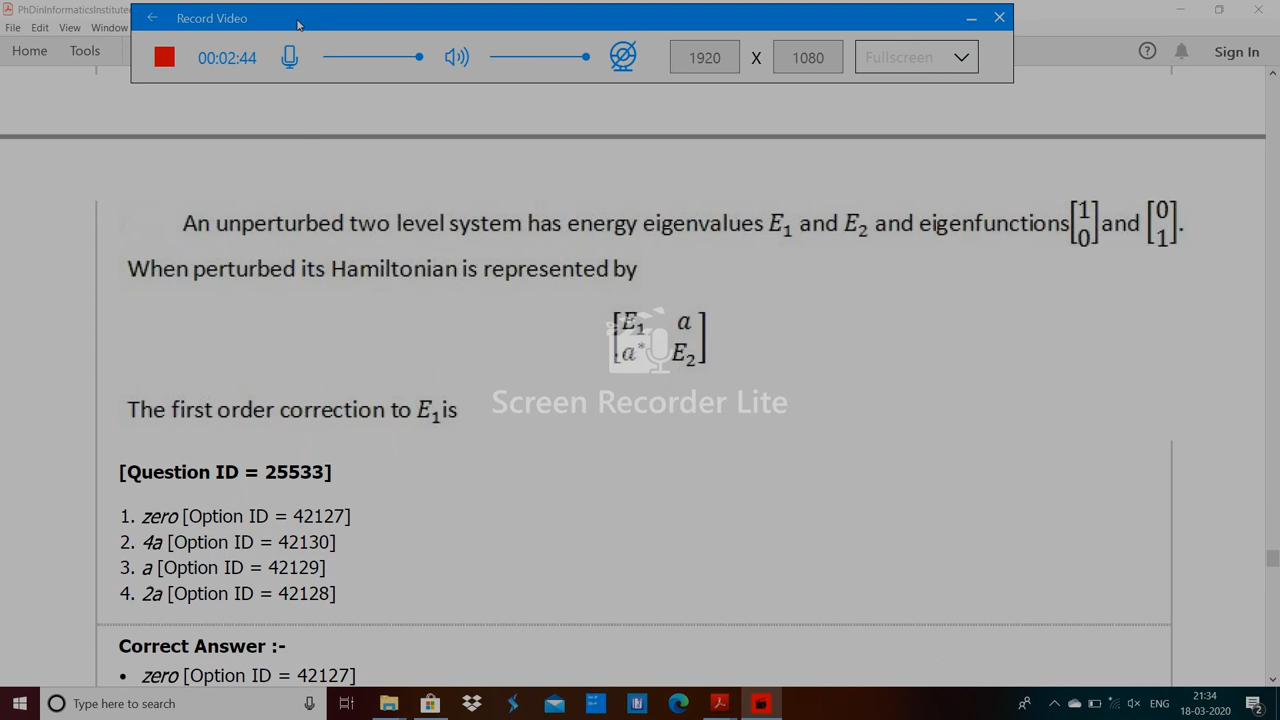 PhDinInformaticsInstitute
Record Video
File Edit View Window
00:02:44 1920 X 1080 Fullscreen
Home Tools Sign In
An unperturbed two level system has energy eigenvalues E₁ and E₂ and eigenfunctions [1 0] and [0 1].
When perturbed its Hamiltonian is represented by
[E₁ a
a* E₂]
Screen Recorder Lite
The first order correction to E₁ is
[Question ID = 25533]
1. zero [Option ID = 42127]
2. 4a [Option ID = 42130]
3. a [Option ID = 42129]
4. 2a [Option ID = 42128]
Correct Answer :-
• zero [Option ID = 42127]
Type here to search
ENG
21:34
18-03-2020
2